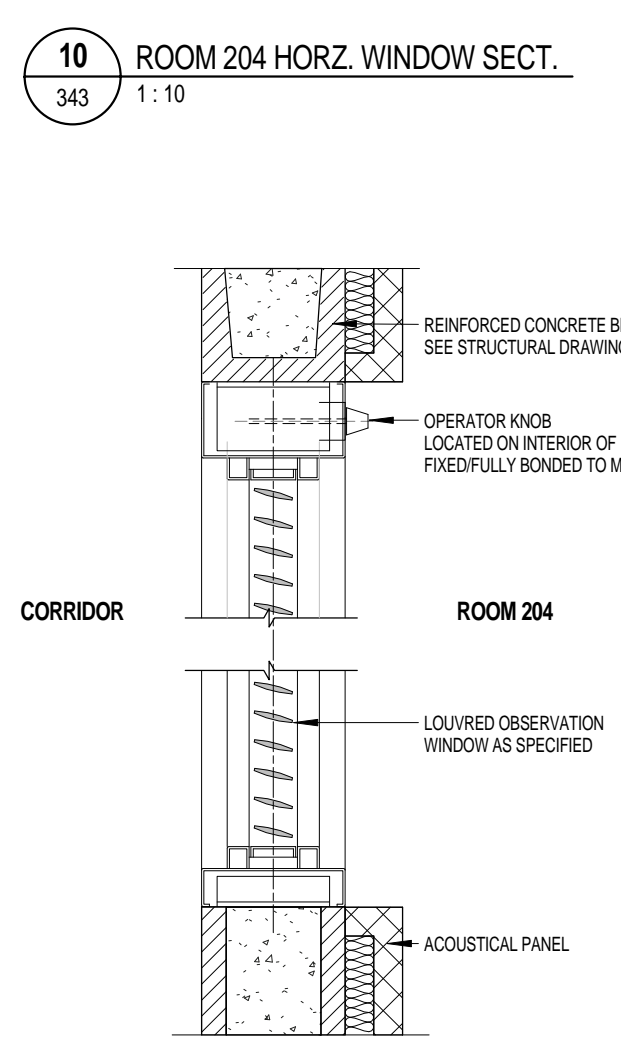 10
ROOM 204 HORZ. WINDOW SECT.
343
1 : 10
REINFORCED CONCRETE
SEE STRUCTURAL
OPERATOR KNOB
LOCATED ON INTERIOR OF
FIXED/FULLY BONDED TO
CORRIDOR
ROOM 204
LOUVRED OBSERVATION
WINDOW AS SPECIFIED
ACOUSTICAL PANEL